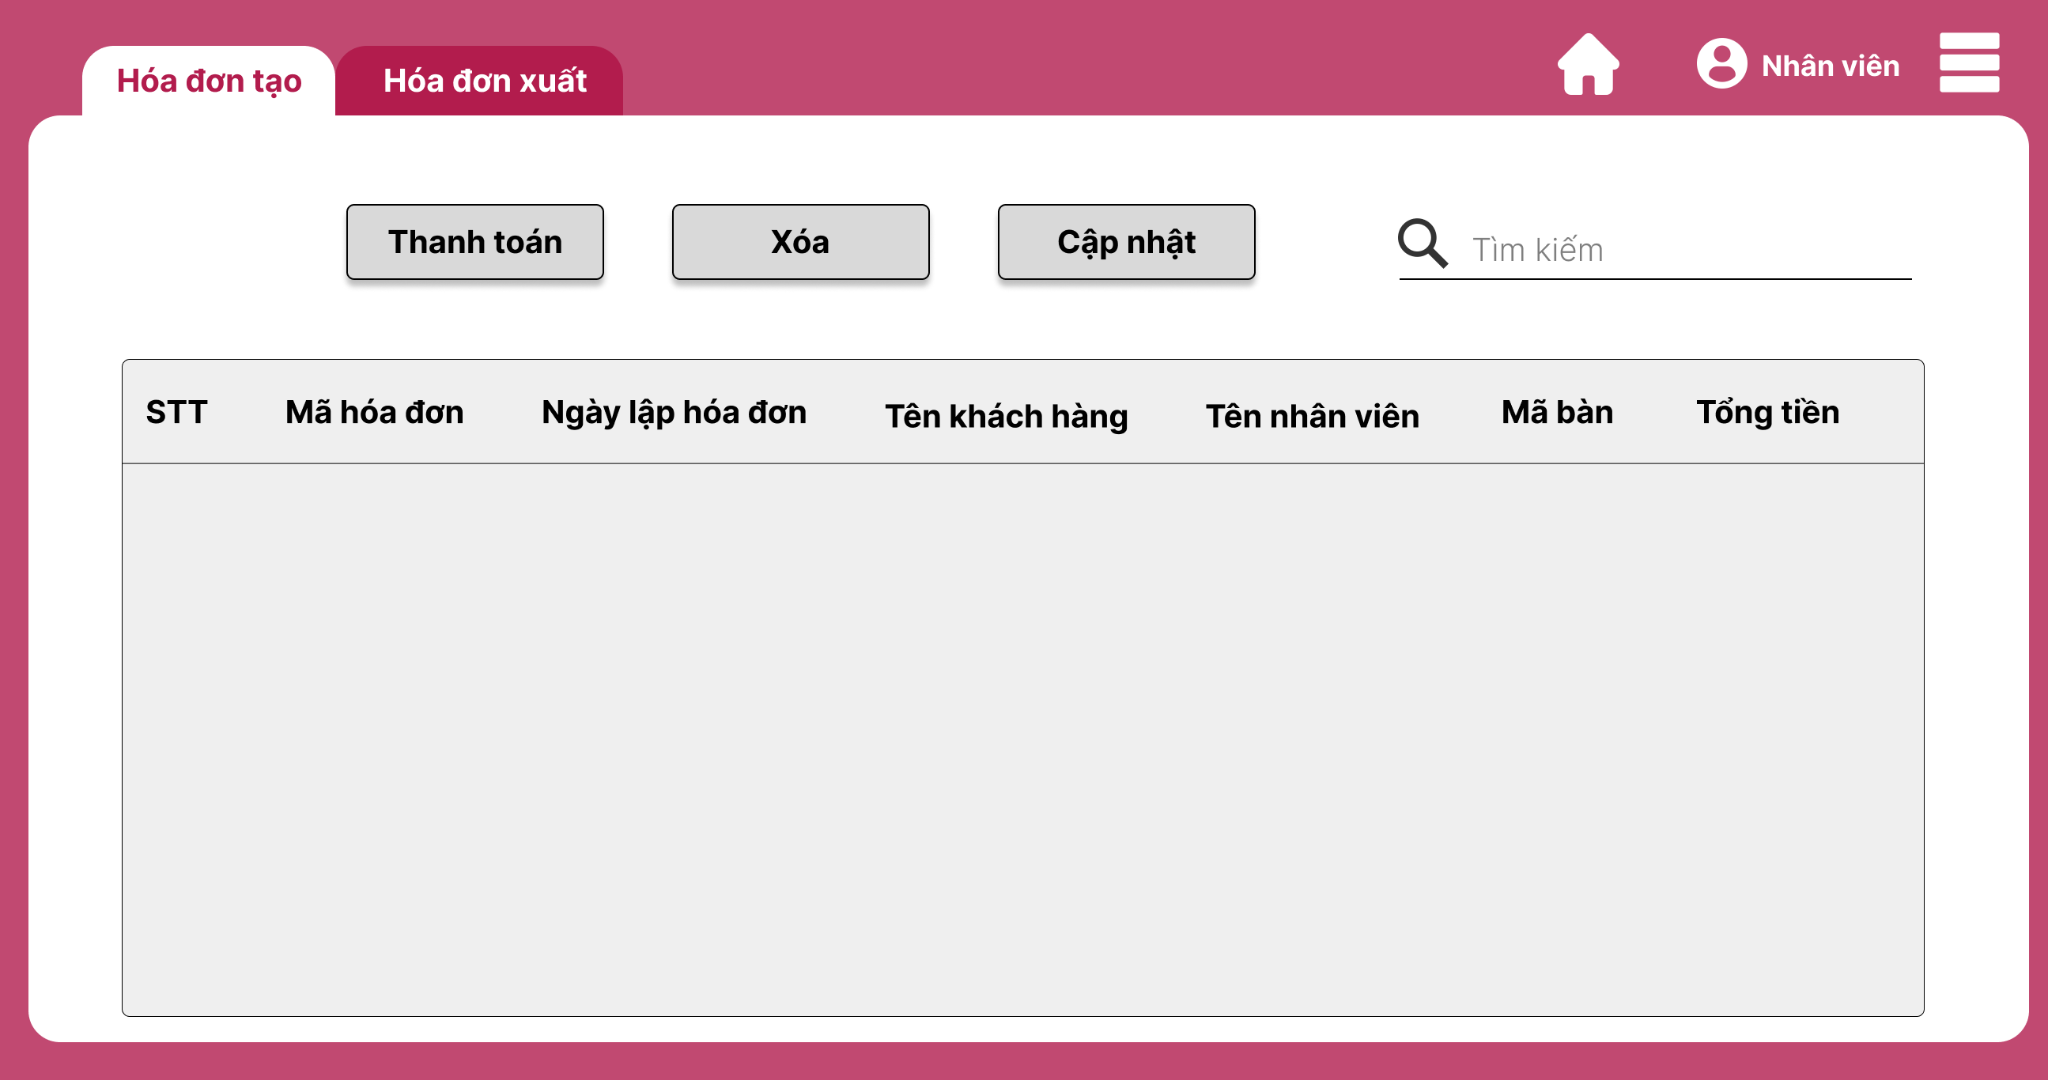 Hóa đơn tạo
Hóa đơn xuất
Nhân viên
Thanh toán
Xóa
Cập nhật
Tìm kiếm
STT
Mã hóa đơn
Ngày lập hóa đơn
Tên khách hàng
Tên nhân viên
Mã bàn
Tổng tiền